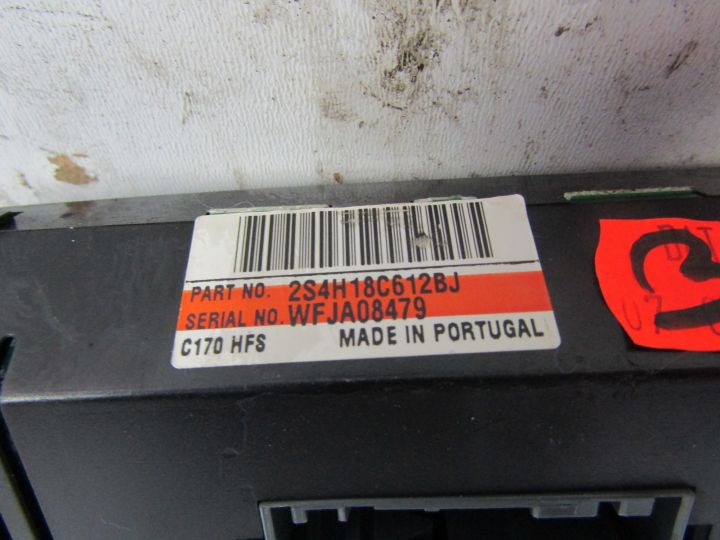 PART NO. 2S4H18C612BJ
SERIAL NO. WFJA08479
C170 HFS MADE IN PORTUGAL